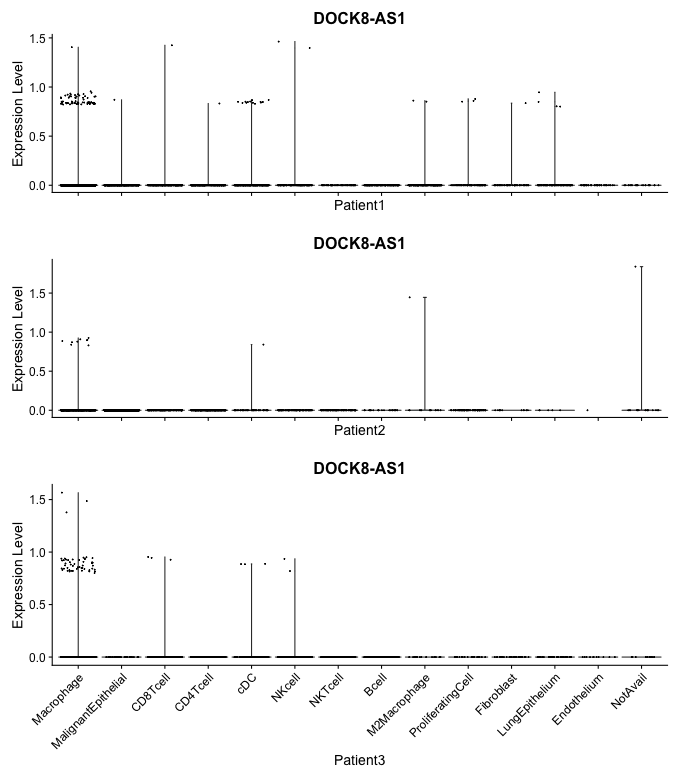 DOCK8-AS1
Expression Level
1.5
1.0
0.5
0.0
Patient1
DOCK8-AS1
Expression Level
1.5
1.0
0.5
0.0
Patient2
DOCK8-AS1
Expression Level
1.5
1.0
0.5
0.0
Macrophage
MalignantEpithelial
CD8Tcell
CD4Tcell
cDC
NKcell
NKTcell
Bcell
M2Macrophage
ProliferatingCell
Fibroblast
LungEpithelium
Endothelium
NotAvail
Patient3